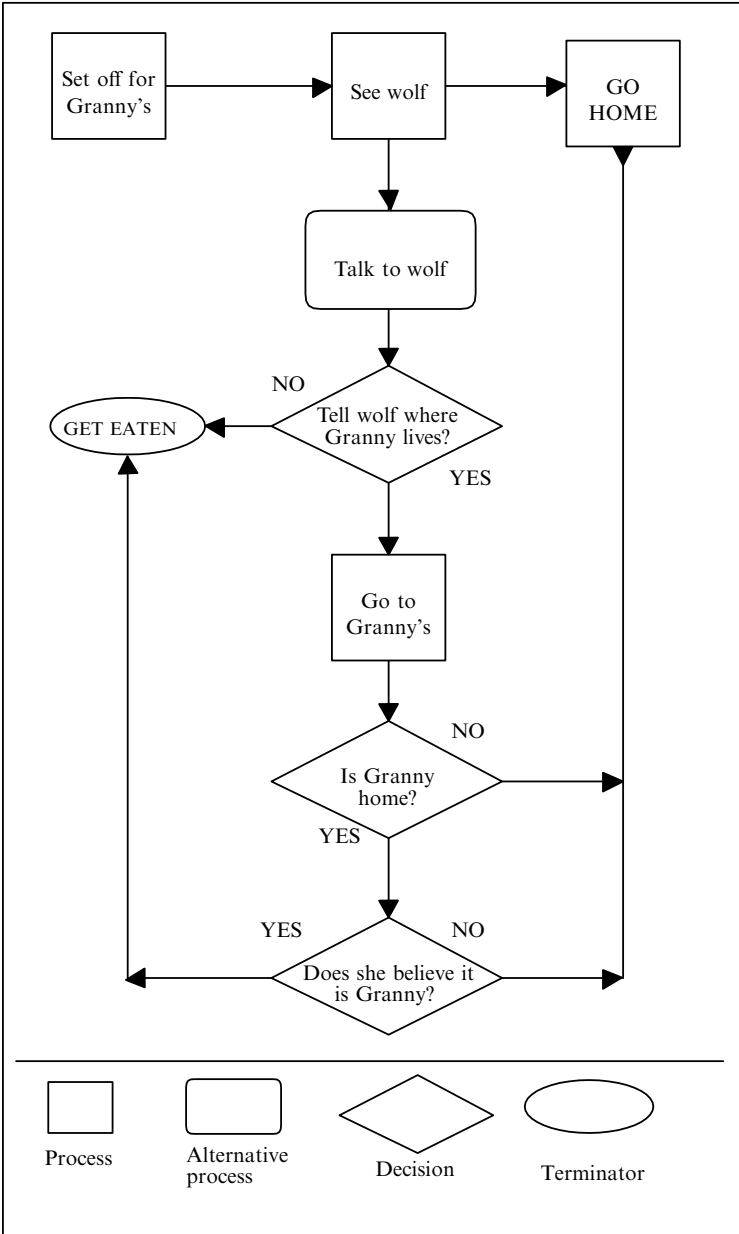 Set off for
Granny's
See wolf
GO
HOME
Talk to wolf
NO
Tell wolf where
Granny lives?
GET EATEN
YES
Go to
Granny's
NO
Is Granny
home?
YES
YES
NO
Does she believe it
is Granny?
Process
Alternative
process
Decision
Terminator